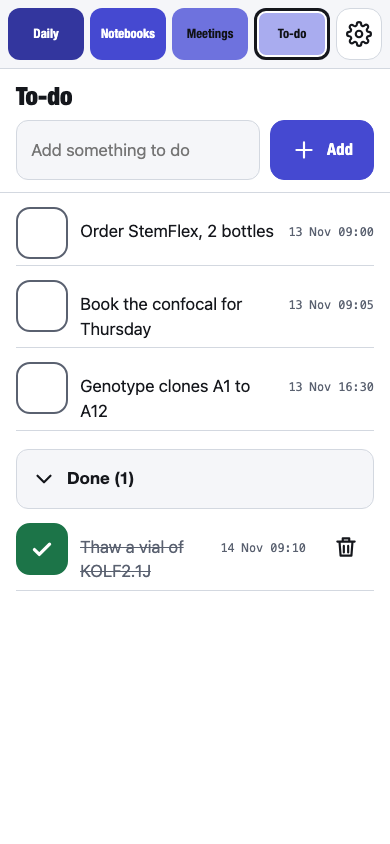 Daily
Notebooks
Meetings
To-do
To-do
Add something to do
Add
Order StemFlex, 2 bottles
13 Nov 09:00
Book the confocal for
Thursday
13 Nov 09:05
Genotype clones A1 to
A12
13 Nov 16:30
Done (1)
Thaw a vial of
KOLF2.1J
14 Nov 09:10